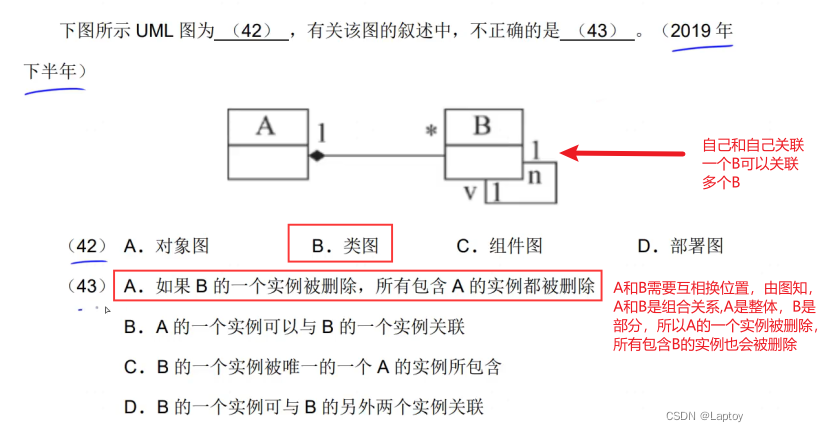 下图所示 UML 图为 （42） ，有关该图的叙述中，不正确的是 （43） 。（2019 年
下半年）
A
1
*
B
1
n
v
1
自己和自己关联
一个B可以关联
多个B
（42） A．对象图 B．类图 C．组件图 D．部署图
（43） A．如果 B 的一个实例被删除，所有包含 A 的实例都被删除
B．A 的一个实例可以与 B 的一个实例关联
C．B 的一个实例被唯一的一个 A 的实例所包含
D．B 的一个实例可与 B 的另外两个实例关联
A和B需要互相换位置，由图知，
A和B是组合关系,A是整体，B是
部分，所以A的一个实例被删除，
所有包含B的实例也会被删除
CSDN @Laptoy